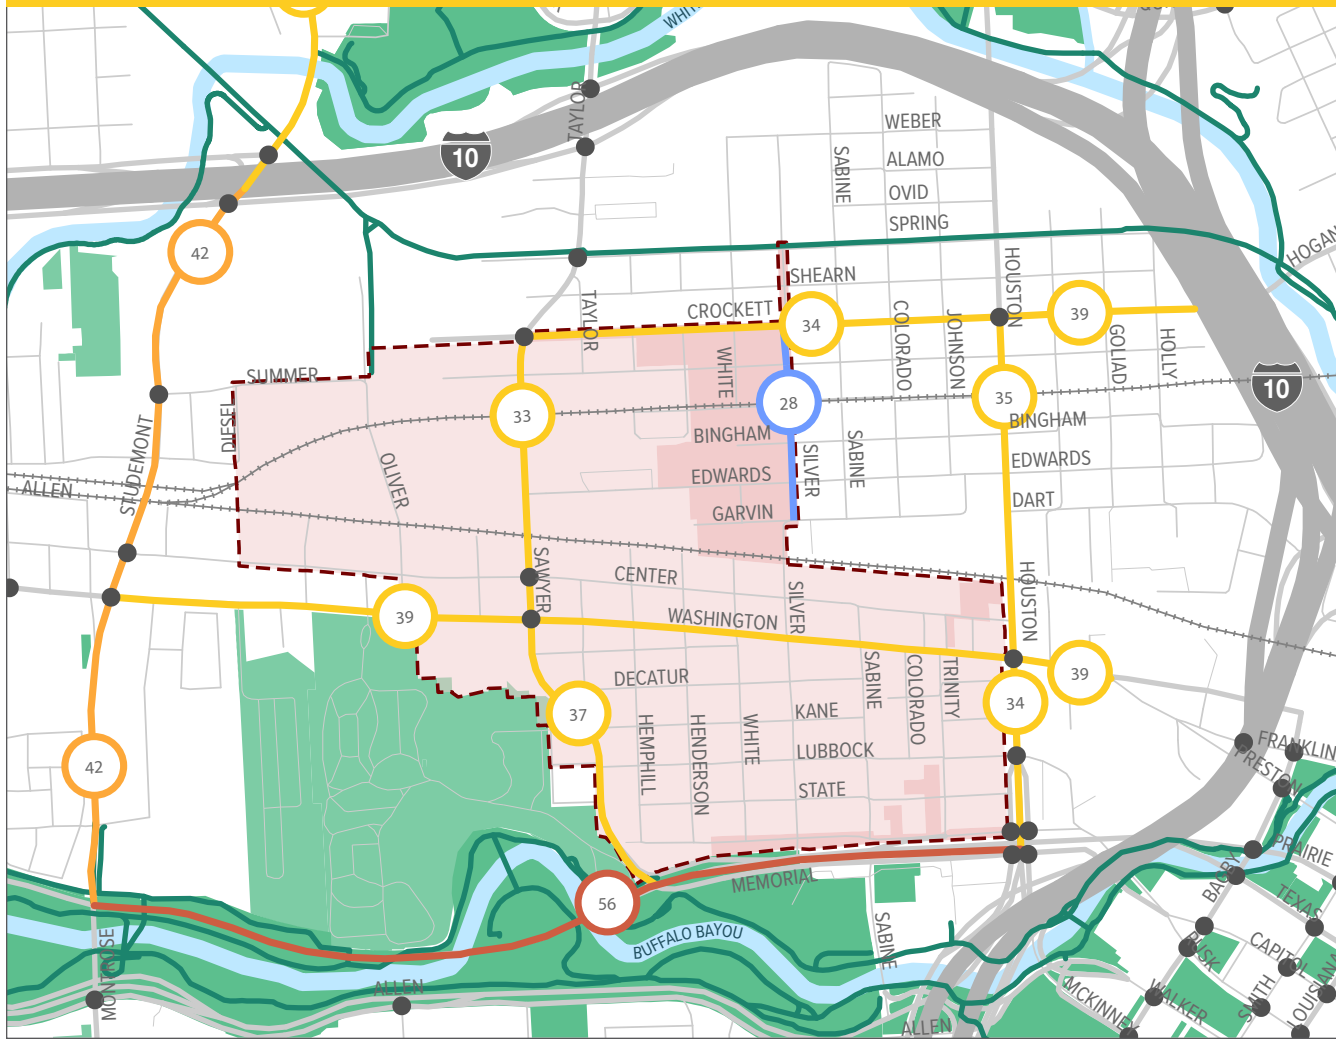 WHIT
TAYLOR
10
WEBER
SABINE
ALAMO
OVID
SPRING
HOGAN
42
SHEARN
HOUSTON
CROCKETT
34
39
TAYLOR
COLORADO
JOHNSON
GOLIAD
HOLLY
SUMMER
WHITE
10
28
35
33
DIESEL
STUDEMONT
BINGHAM
BINGHAM
SILVER
SABINE
OLIVER
EDWARDS
EDWARDS
ALLEN
DART
GARVIN
SAWYER
CENTER
SILVER
HOUSTON
39
WASHINGTON
DECATUR
SABINE
COLORADO
TRINITY
39
37
KANE
34
HEMPHILL
HENDERSON
WHITE
LUBBOCK
FRANKLIN
PRESTON
42
STATE
MEMORIAL
PRAIRIE
BAGBY
TEXAS
56
BUFFALO BAYOU
SABINE
MONTROSE
RUSK
CAPITOL
ALLEN
MCKINNEY
WALKER
SMITH
LOUISIANA
ALLEN